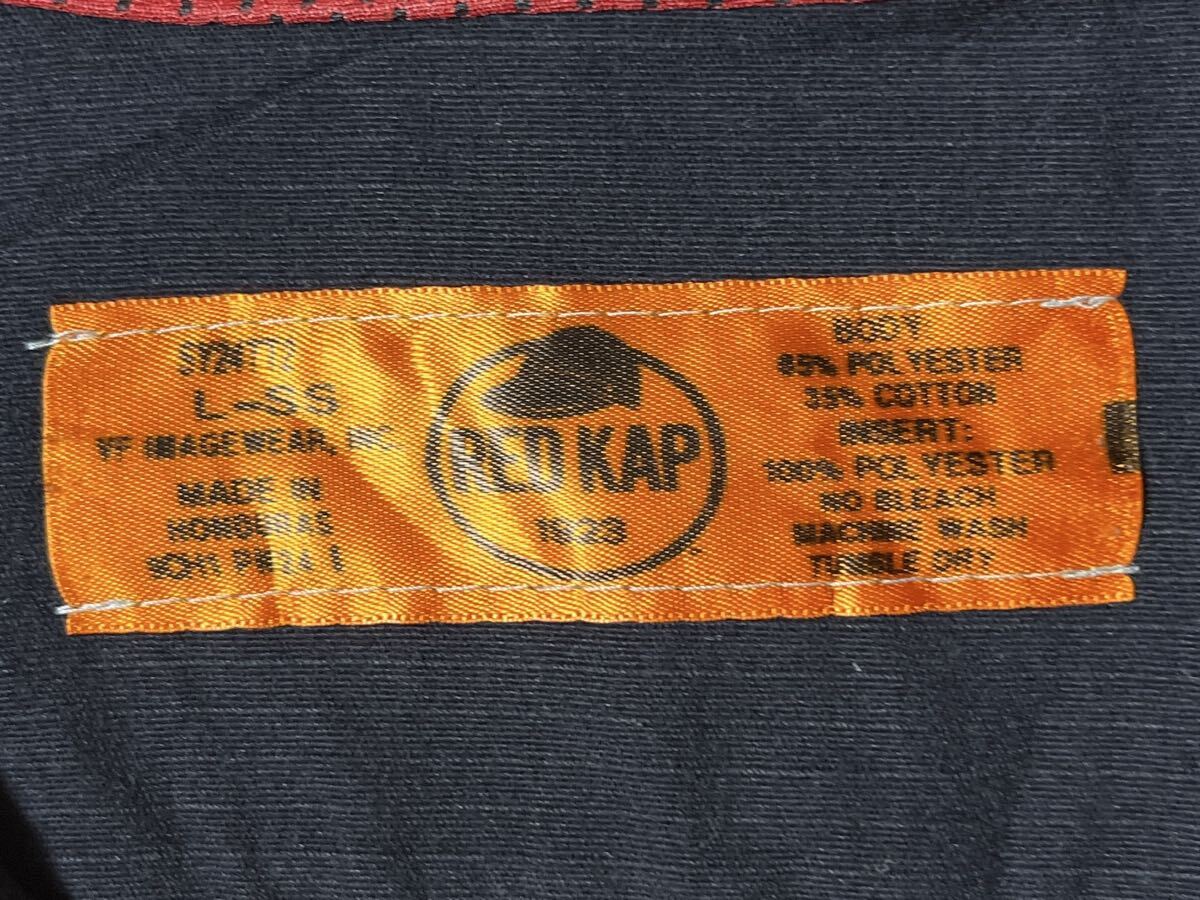 L-SS
VF IMAGEWEAR, INC.
MADE IN
HONDURAS
RED KAP
1923
BODY:
65% POLYESTER
35% COTTON
INSERT:
100% POLYESTER
NO BLEACH
MACHINE WASH
TUMBLE DRY